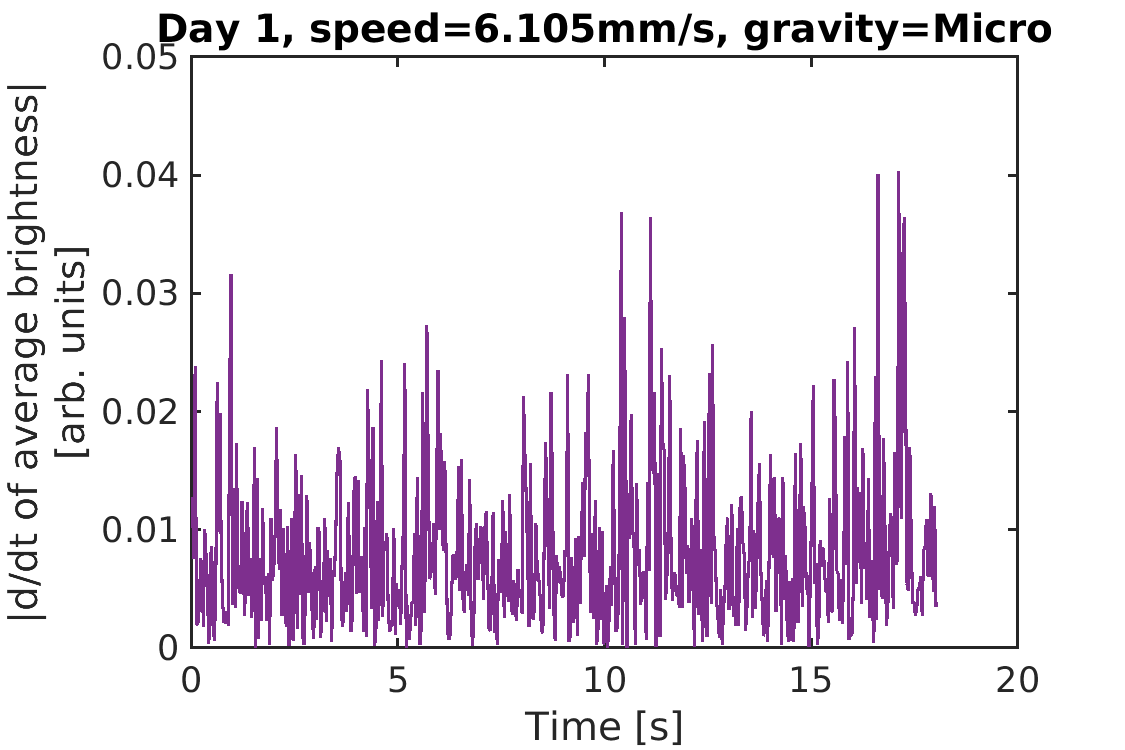 Day 1, speed=6.105mm/s, gravity=Micro
|d/dt of average brightness|
[arb. units]
0.05
0.04
0.03
0.02
0.01
0
0 5 10 15 20
Time [s]